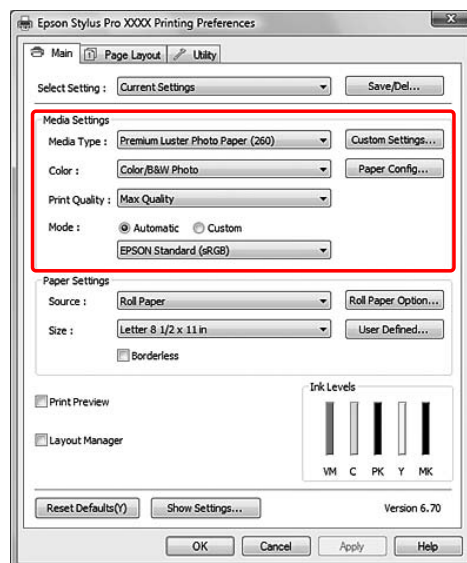 Epson Stylus Pro XXXX Printing Preferences
Main Page Layout Utility
Select Setting : Current Settings Save/Del...
Media Settings
Media Type : Premium Luster Photo Paper (260) Custom Settings...
Color : Color/B&W Photo Paper Config...
Print Quality : Max Quality
Mode : Automatic Custom
EPSON Standard (sRGB)
Paper Settings
Source : Roll Paper Roll Paper Option...
Size : Letter 8 1/2 x 11 in User Defined...
Borderless
Print Preview
Layout Manager
Ink Levels
VM C PK Y MK
Reset Defaults(Y) Show Settings... Version 6.70
OK Cancel Apply Help